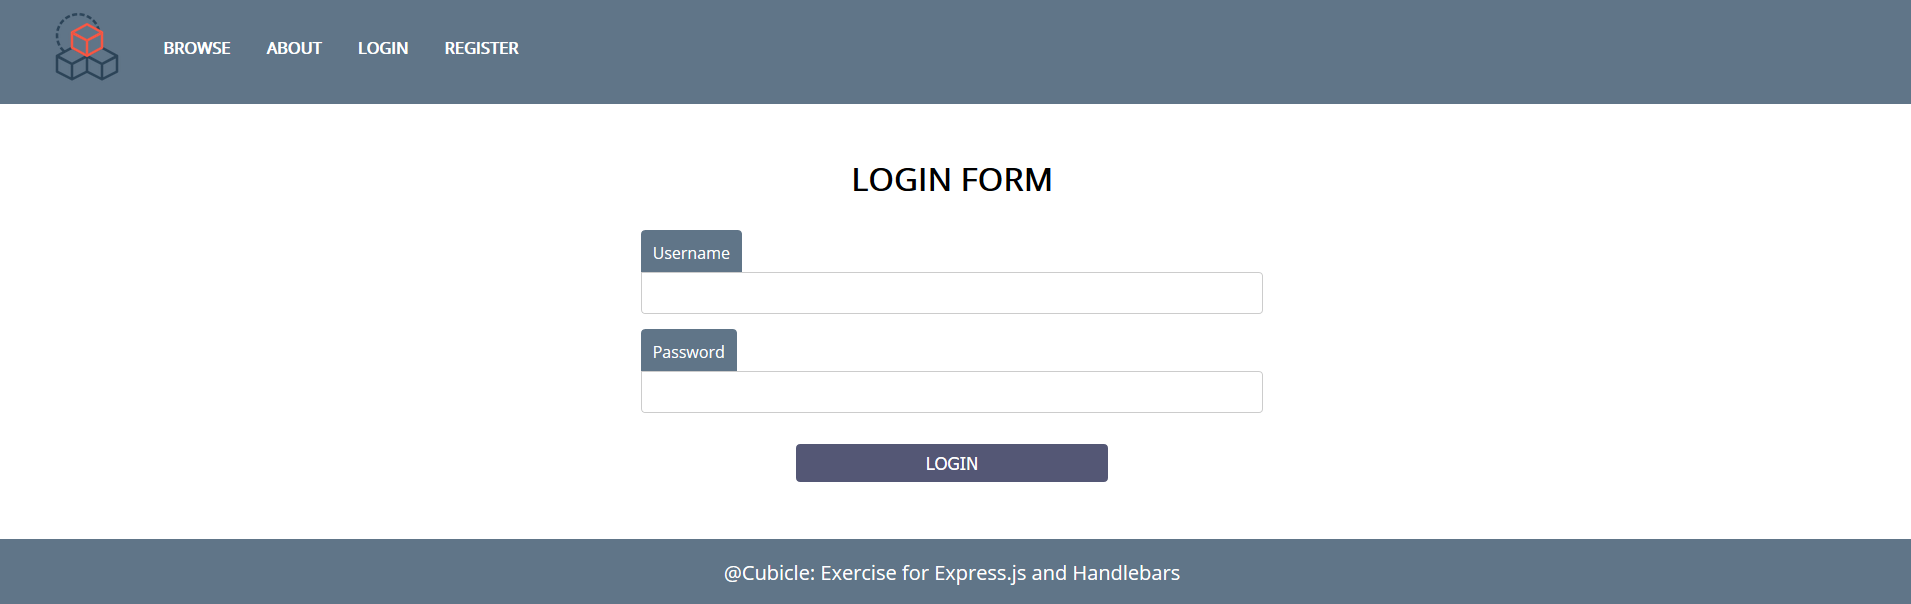 BROWSE ABOUT LOGIN REGISTER
LOGIN FORM
Username
Password
LOGIN
@Cubicle: Exercise for Express.js and Handlebars